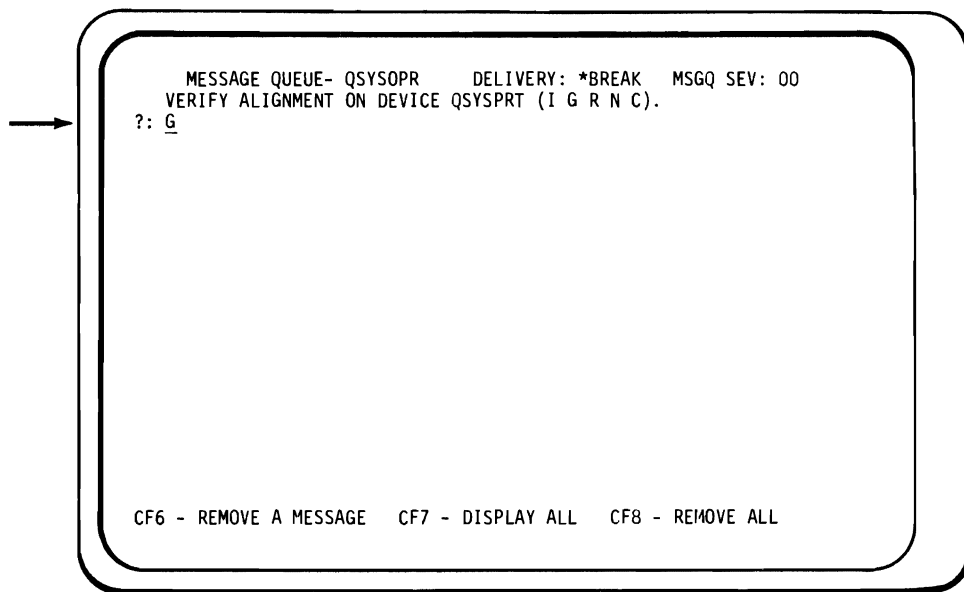 MESSAGE QUEUE- QSYSOPR DELIVERY: *BREAK MSGQ SEV: 00
VERIFY ALIGNMENT ON DEVICE QSYSPRT (I G R N C).
?: G
CF6 - REMOVE A MESSAGE CF7 - DISPLAY ALL CF8 - REMOVE ALL